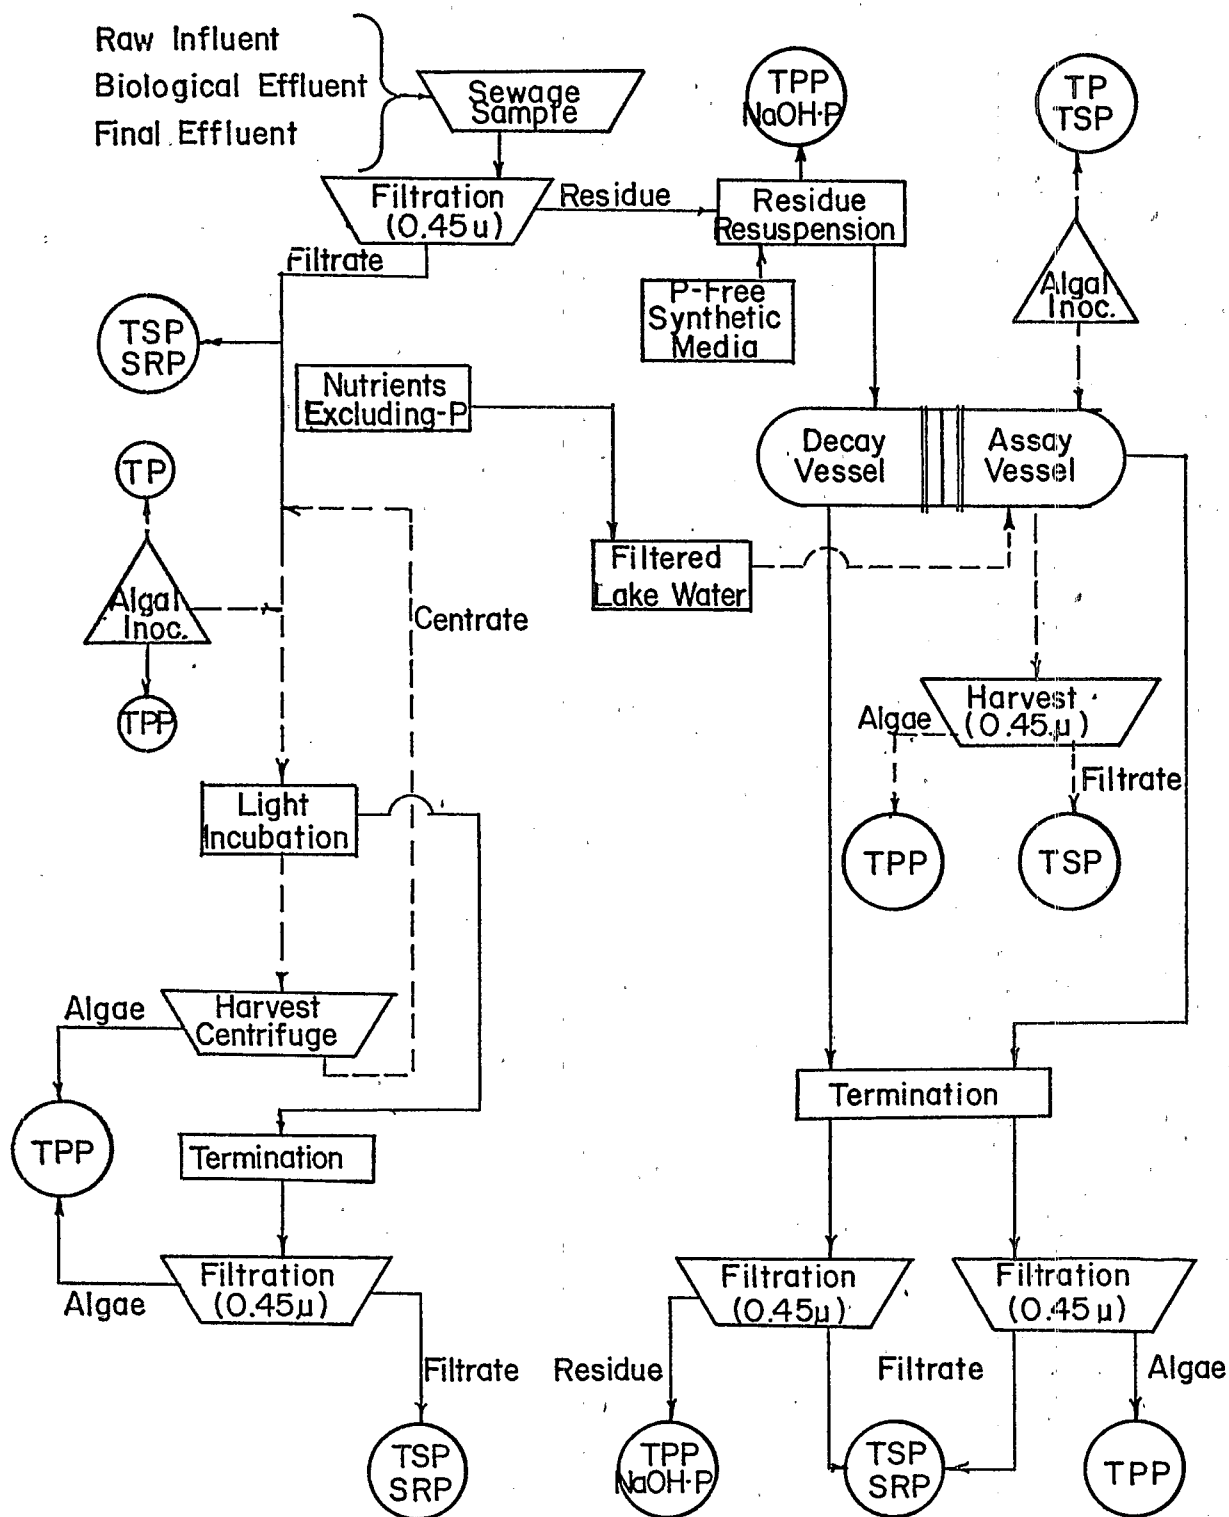 Raw Influent
Biological Effluent
Final Effluent
Sewage
Sample
TPP
NaOH·P
TP
TSP
Filtration
(0.45u)
Residue
Residue
Resuspension
Filtrate
P-Free
Synthetic
Media
Algal
Inoc.
TSP
SRP
Nutrients
Excluding-P
Decay
Vessel
Assay
Vessel
TP
Algal
Inoc.
TPP
Centrate
Filtered
Lake Water
Harvest
(0.45µ)
Algae
Filtrate
TPP
TSP
Light
Incubation
Harvest
Centrifuge
Algae
TPP
Termination
Termination
Filtration
(0.45µ)
Algae
Filtrate
TSP
SRP
Filtration
(0.45µ)
Filtration
(0.45µ)
Residue
Filtrate
Algae
TPP
NaOH·P
TSP
SRP
TPP